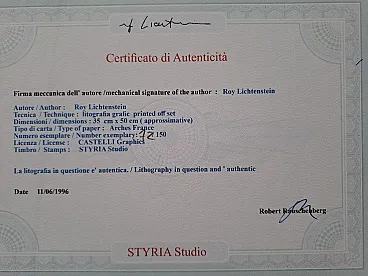 rf Lichten
Certificato di Autenticità
Firma meccanica dell' autore /mechanical signature of the author : Roy Lichtenstein
Autore / Author : Roy Lichtenstein
Tecnica / Technique : litografia grafic printed off set
Dimensioni / dimensions : 35 cm x 50 cm ( approssimative)
Tipo di carta / Type of paper : Arches France
Numero esemplare / Number exemplary: 150
Licenza / License : CASTELLI Graphics
Timbro / Stamps : STYRIA Studio
La litografia in questione e' autentica. / Lithography in question and ' authentic
Date 11/06/1996
Robert Rauschenberg
STYRIA Studio